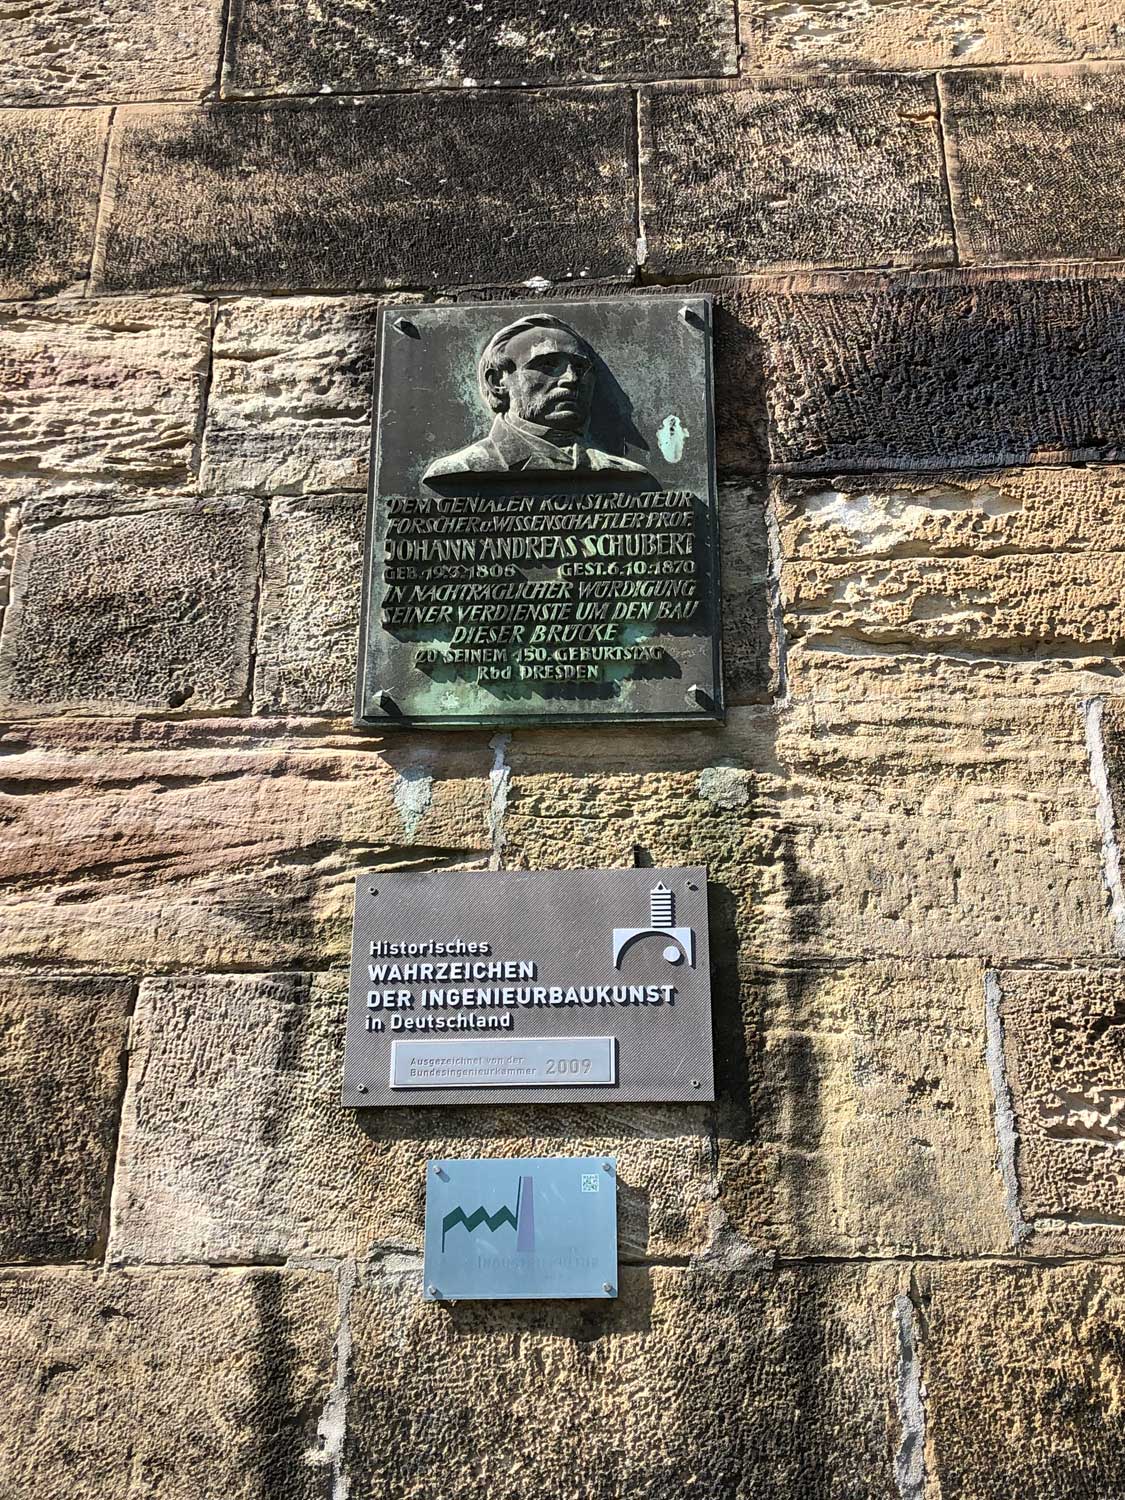 DEM GENIALEN KONSTRUKTEUR
FORSCHER u. WISSENSCHAFTLER PROF.
JOHANN ANDREAS SCHUBERT
GEB. 19.3.1808 GEST. 6.10.1870
IN NACHTRÄGLICHER WÜRDIGUNG
SEINER VERDIENSTE UM DEN BAU
DIESER BRÜCKE
ZU SEINEM 150. GEBURTSTAG
Rbd DRESDEN
Historisches
WAHRZEICHEN
DER INGENIEURBAUKUNST
in Deutschland
Ausgezeichnet von der
Bundesingenieurkammer 2009
INDUSTRIEKULTUR